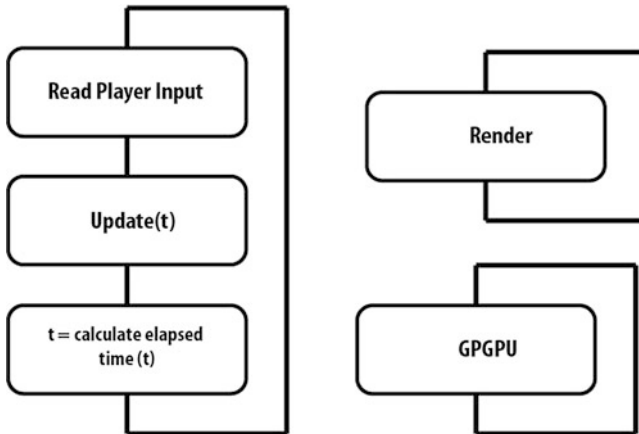 Read Player Input
Update(t)
t = calculate elapsed
time (t)
Render
GPGPU